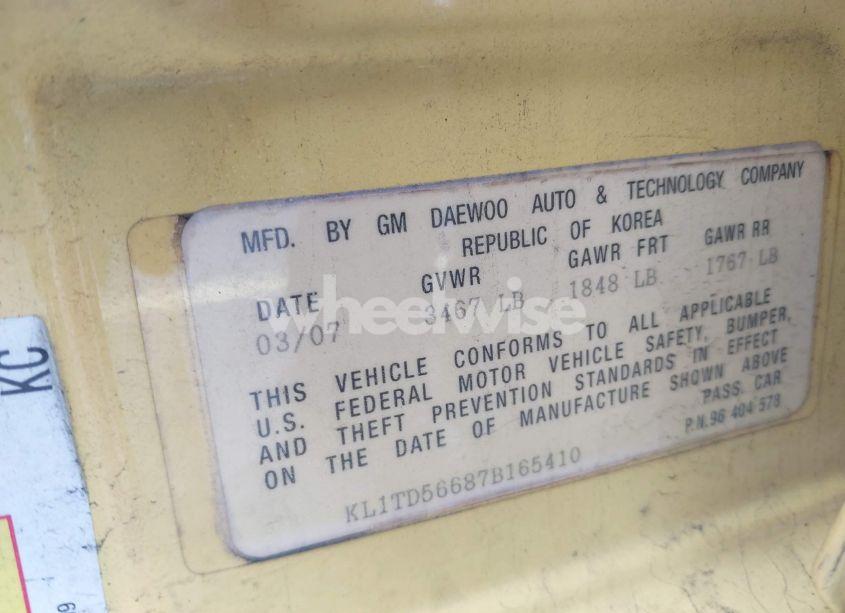 MFD. BY GM DAEWOO AUTO & TECHNOLOGY COMPANY
REPUBLIC OF KOREA
DATE GVWR GAWR FRT GAWR RR
03/07 3467 LB 1848 LB 1767 LB
THIS VEHICLE CONFORMS TO ALL APPLICABLE
U.S. FEDERAL MOTOR VEHICLE SAFETY, BUMPER,
AND THEFT PREVENTION STANDARDS IN EFFECT
ON THE DATE OF MANUFACTURE SHOWN ABOVE
PASS. CAR
P.N.96 404 578
KL1TD56687B165410
wheelwise
KC